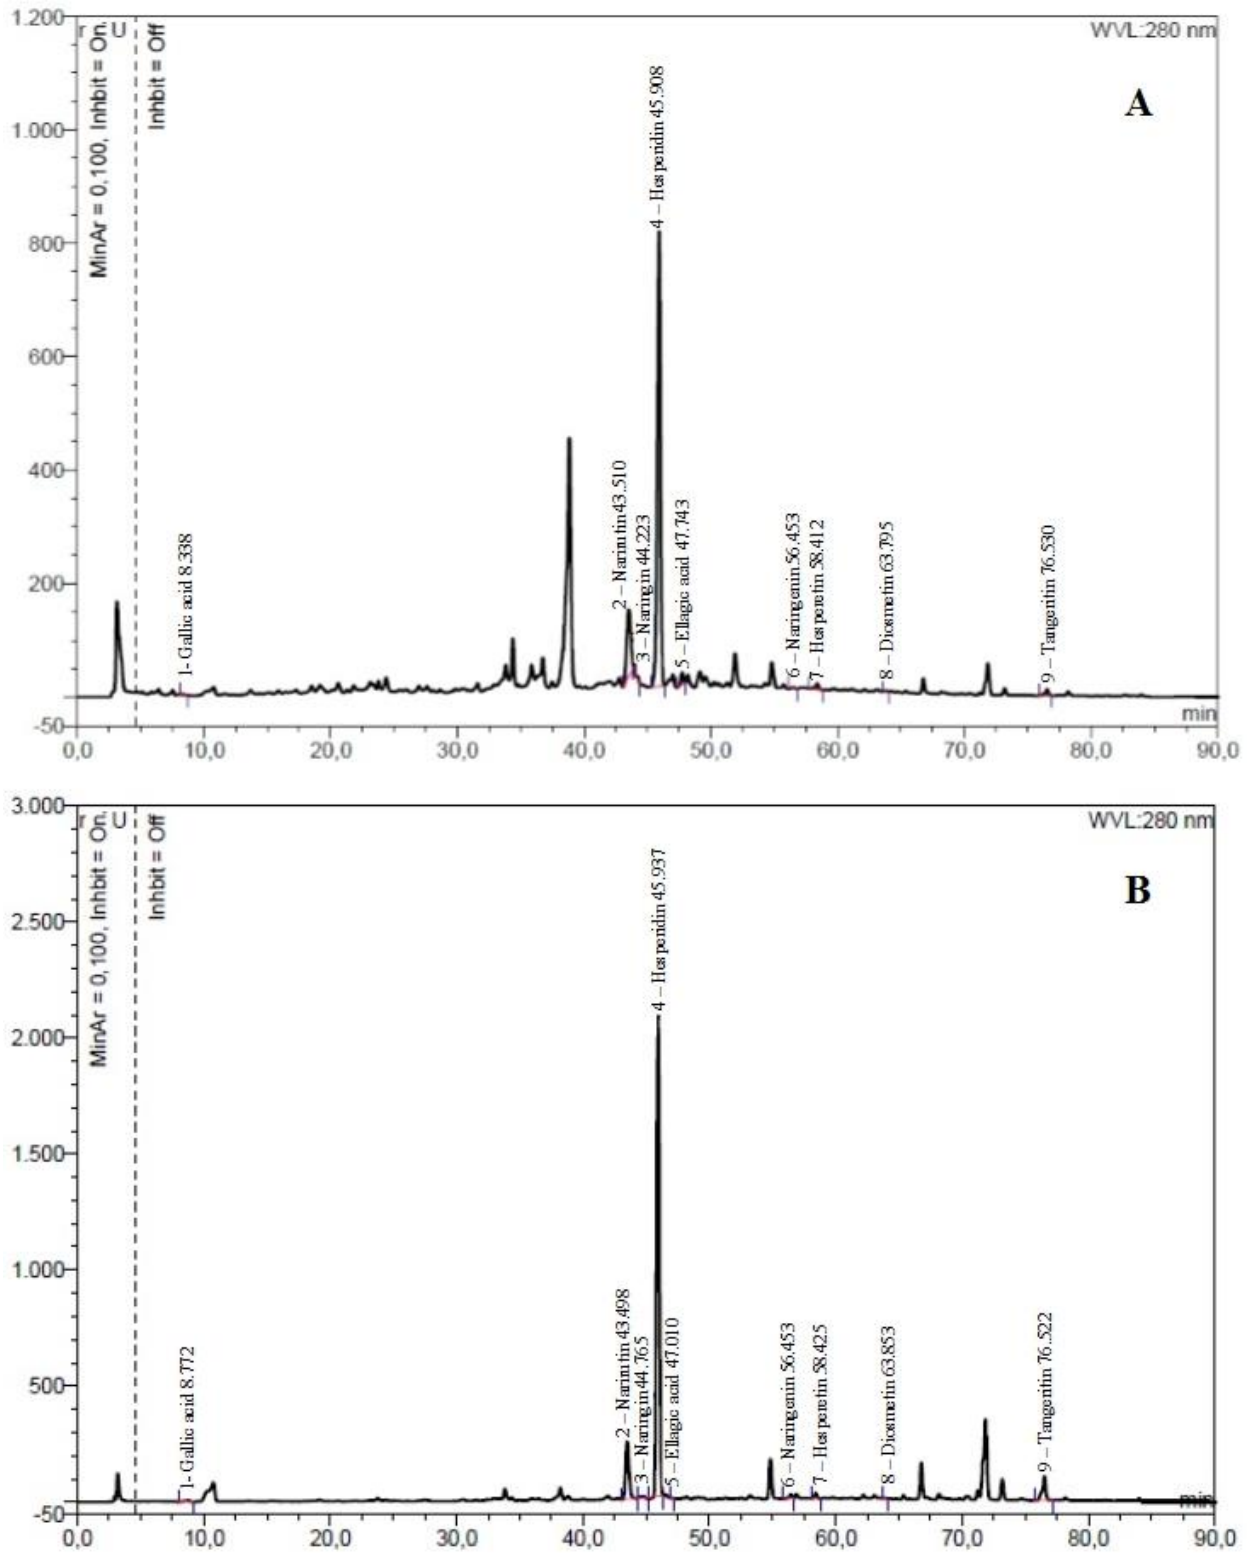 1.200
r
U
WVL:280 nm
MinAr = 0,100, Inhbit = On,
Inhbit = Off
A
1.000
800
600
400
200
-50
1- Gallic acid 8.338
2 – Narirutin 43.510
3 – Naringin 44.223
4 – Hesperidin 45.908
5 – Ellagic acid 47.743
6 – Naringenin 56.453
7 – Hesperetin 58.412
8 – Diosmetin 63.795
9 – Tangeritin 76.530
min
0,0 10,0 20,0 30,0 40,0 50,0 60,0 70,0 80,0 90,0
3.000
r
U
WVL:280 nm
MinAr = 0,100, Inhbit = On,
Inhbit = Off
B
2.500
2.000
1.500
1.000
500
-50
1- Gallic acid 8.772
2 – Narirutin 43.498
3 – Naringin 44.765
4 – Hesperidin 45.937
5 – Ellagic acid 47.010
6 – Naringenin 56.453
7 – Hesperetin 58.425
8 – Diosmetin 63.853
9 – Tangeritin 76.522
min
0,0 10,0 20,0 30,0 40,0 50,0 60,0 70,0 80,0 90,0